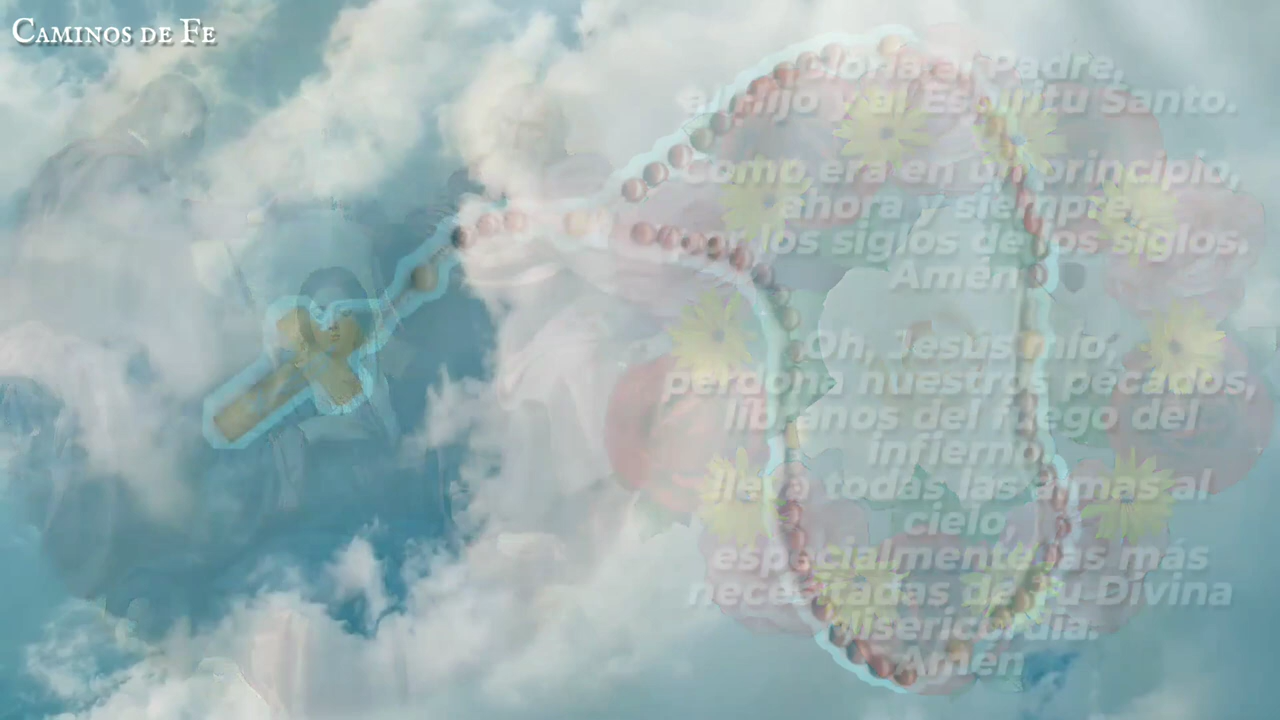 Caminos de Fe
Gloria al Padre,
al Hijo y al Espíritu Santo.
Como era en un principio,
ahora y siempre
por los siglos de los siglos.
Amén
Oh, Jesús mío,
perdona nuestros pecados,
líbranos del fuego del
infierno,
lleva todas las almas al
cielo,
especialmente las más
necesitadas de tu Divina
Misericordia.
Amén